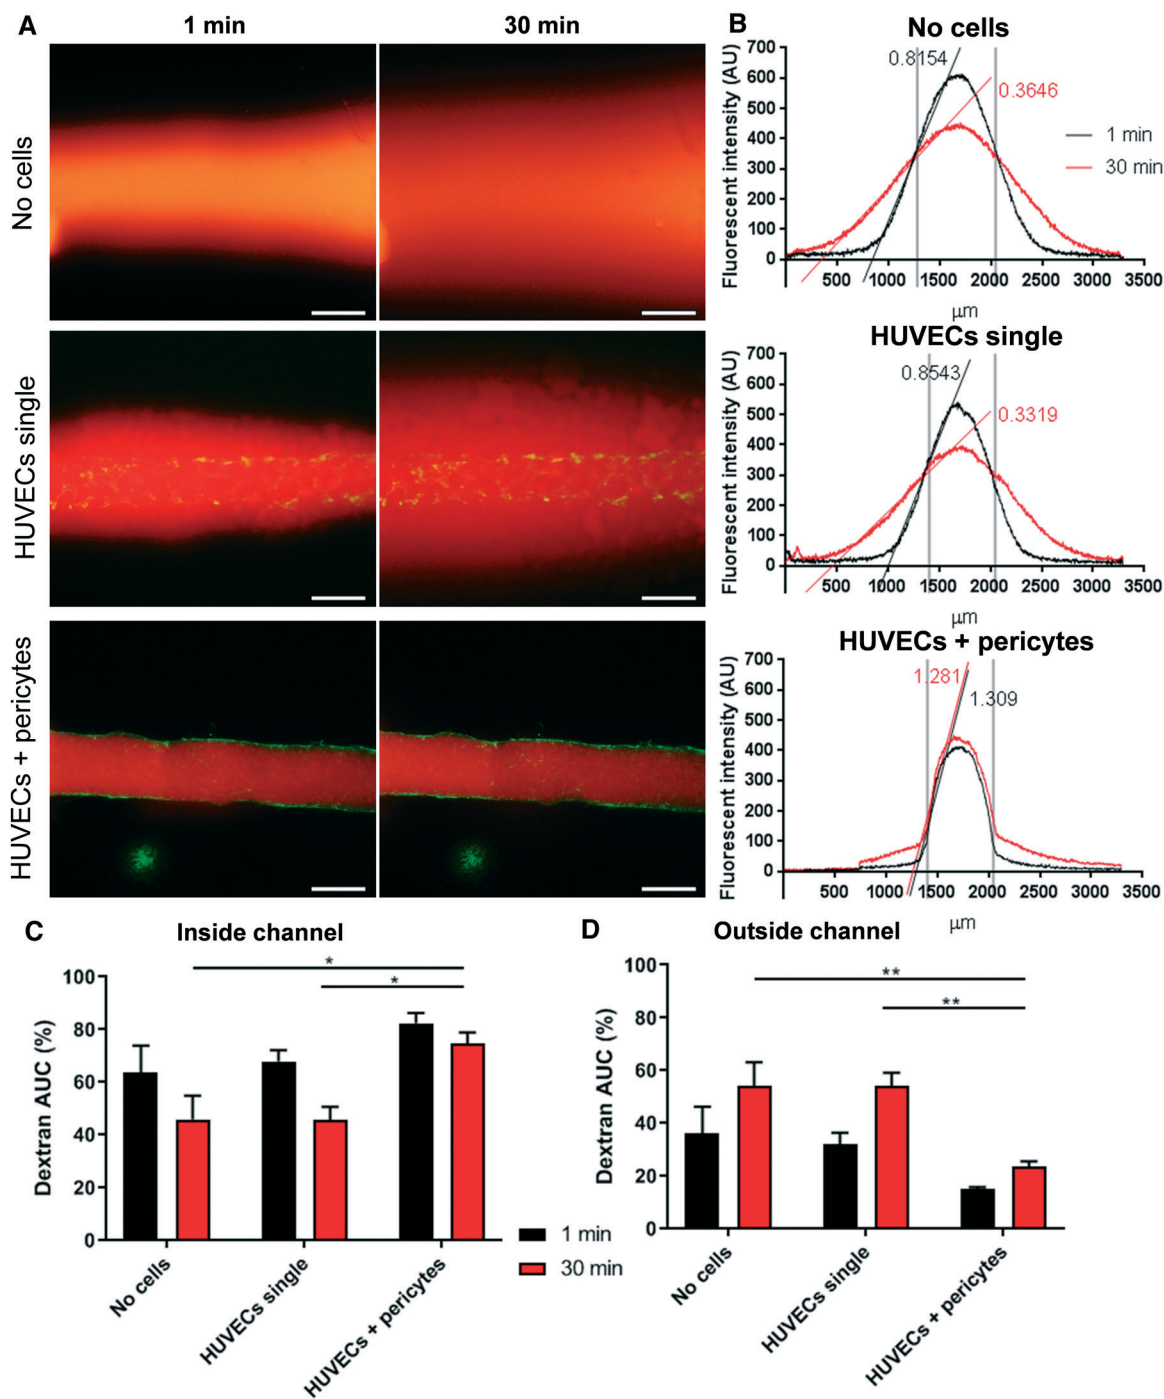 A
1 min
30 min
No cells
HUVECs single
HUVECs + pericytes
B
No cells
Fluorescent intensity (AU)
700
600
500
400
300
200
100
0
500
1000
1500
2000
2500
3000
3500
μm
0.8154
0.3646
1 min
30 min
HUVECs single
Fluorescent intensity (AU)
700
600
500
400
300
200
100
0
500
1000
1500
2000
2500
3000
3500
μm
0.8543
0.3319
HUVECs + pericytes
Fluorescent intensity (AU)
700
600
500
400
300
200
100
0
500
1000
1500
2000
2500
3000
3500
μm
1.281
1.309
C
Inside channel
Dextran AUC (%)
100
80
60
40
20
0
*
*
No cells
HUVECs single
HUVECs + pericytes
1 min
30 min
D
Outside channel
Dextran AUC (%)
100
80
60
40
20
0
**
**
No cells
HUVECs single
HUVECs + pericytes